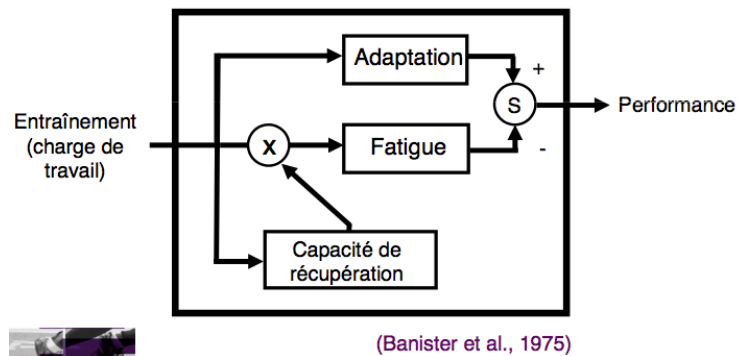 Adaptation
+
S
Performance
Entraînement
(charge de
travail)
X
Fatigue
-
Capacité de
récupération
(Banister et al., 1975)